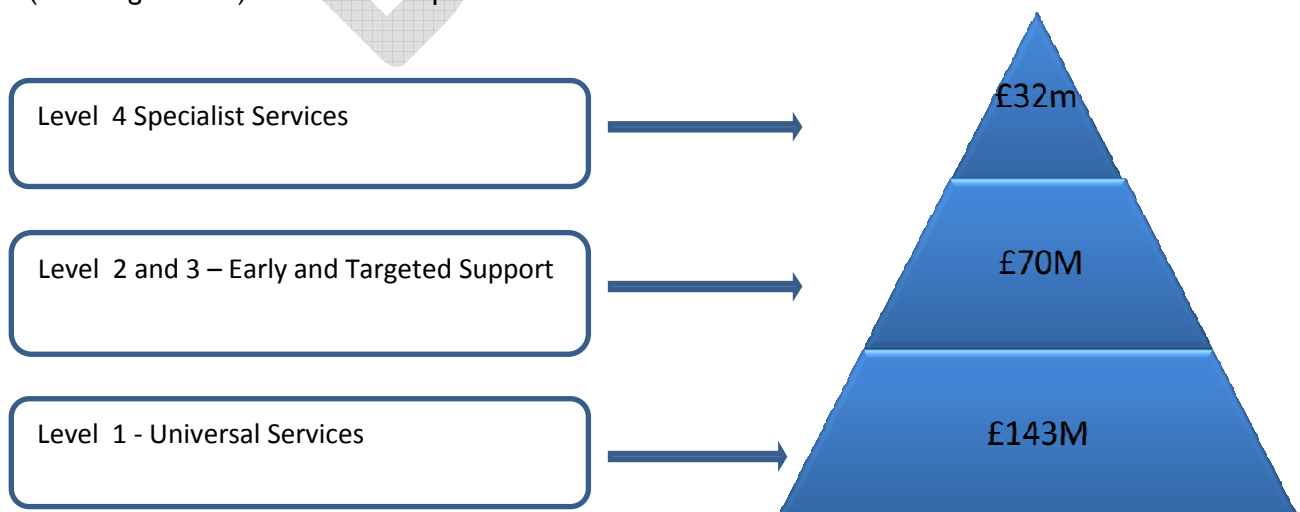 Level 4 Specialist Services
£32m
Level 2 and 3 – Early and Targeted Support
£70M
Level 1 - Universal Services
£143M